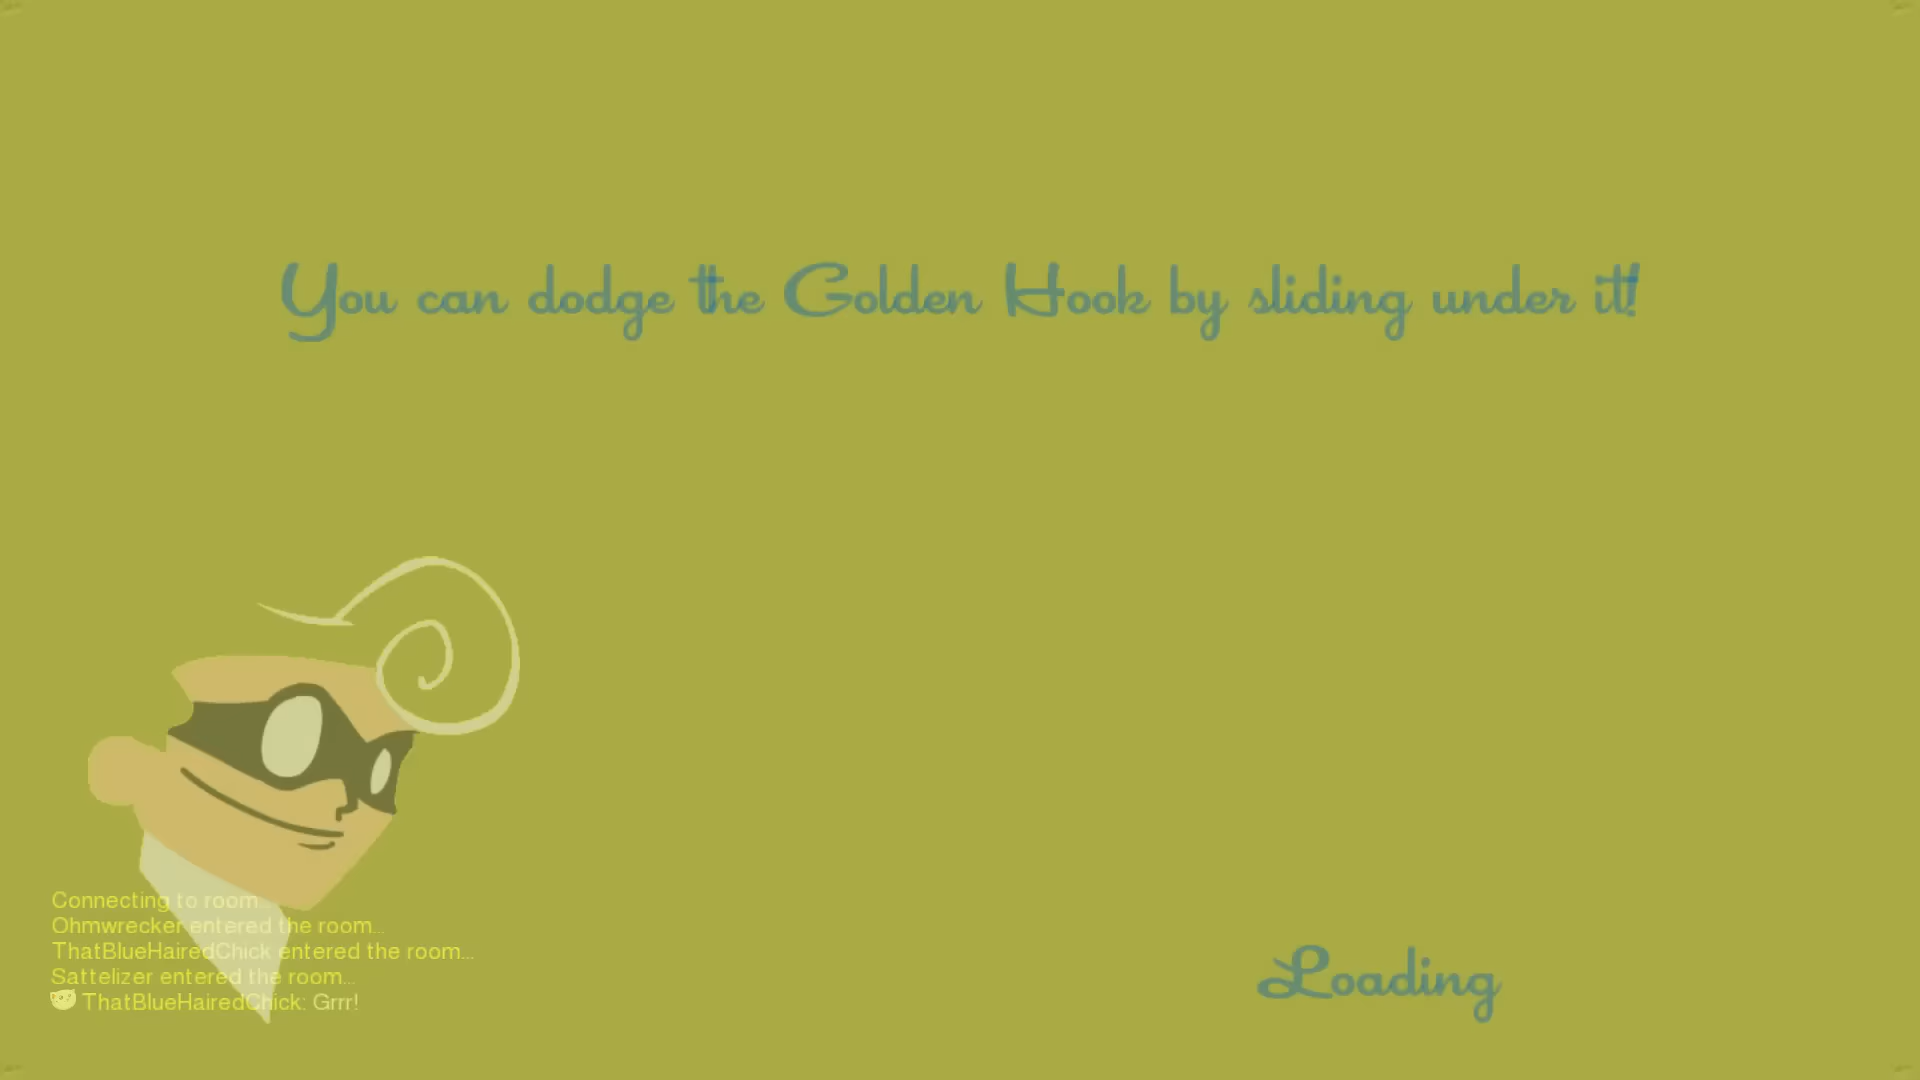 You can dodge the Golden Hook by sliding under it!
Connecting to room...
Ohmwrecker entered the room...
ThatBlueHairedChick entered the room...
Sattelizer entered the room...
ThatBlueHairedChick: Grrr!
Loading